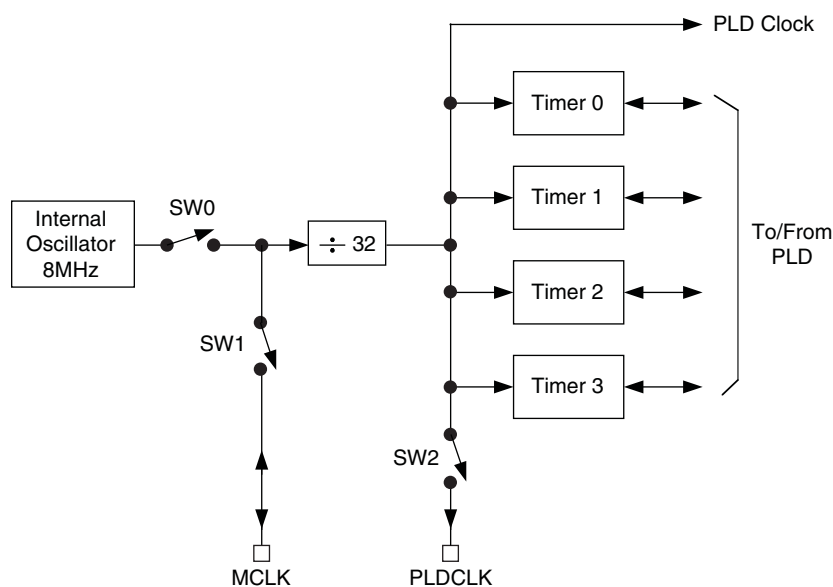 PLD Clock
Timer 0
Timer 1
SW0
Internal
Oscillator
8MHz
÷ 32
To/From
PLD
Timer 2
SW1
Timer 3
SW2
MCLK
PLDCLK